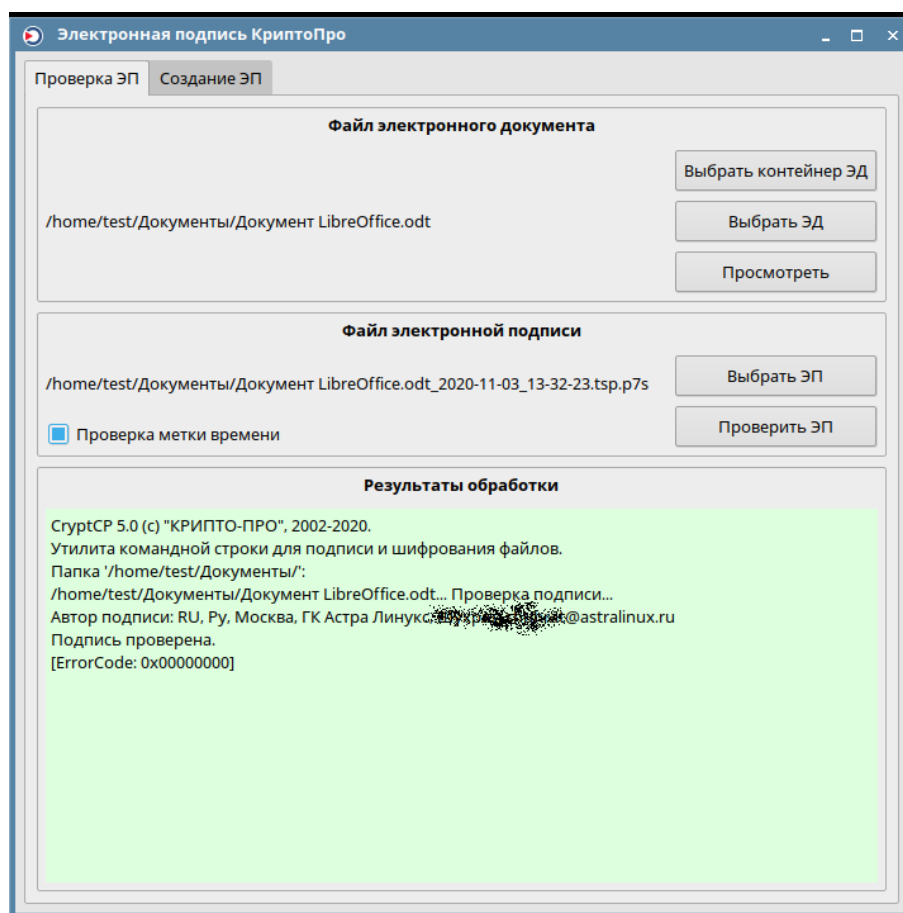 Электронная подпись КриптоПро
Проверка ЭП
Создание ЭП
Файл электронного документа
Выбрать контейнер ЭД
/home/test/Документы/Документ LibreOffice.odt
Выбрать ЭД
Просмотреть
Файл электронной подписи
/home/test/Документы/Документ LibreOffice.odt_2020-11-03_13-32-23.tsp.p7s
Выбрать ЭП
Проверка метки времени
Проверить ЭП
Результаты обработки
CryptCP 5.0 (c) "КРИПТО-ПРО", 2002-2020.
Утилита командной строки для подписи и шифрования файлов.
Папка '/home/test/Документы/':
/home/test/Документы/Документ LibreOffice.odt... Проверка подписи...
Автор подписи: RU, Ру, Москва, ГК Астра Линукс @astralinux.ru
Подпись проверена.
[ErrorCode: 0x00000000]